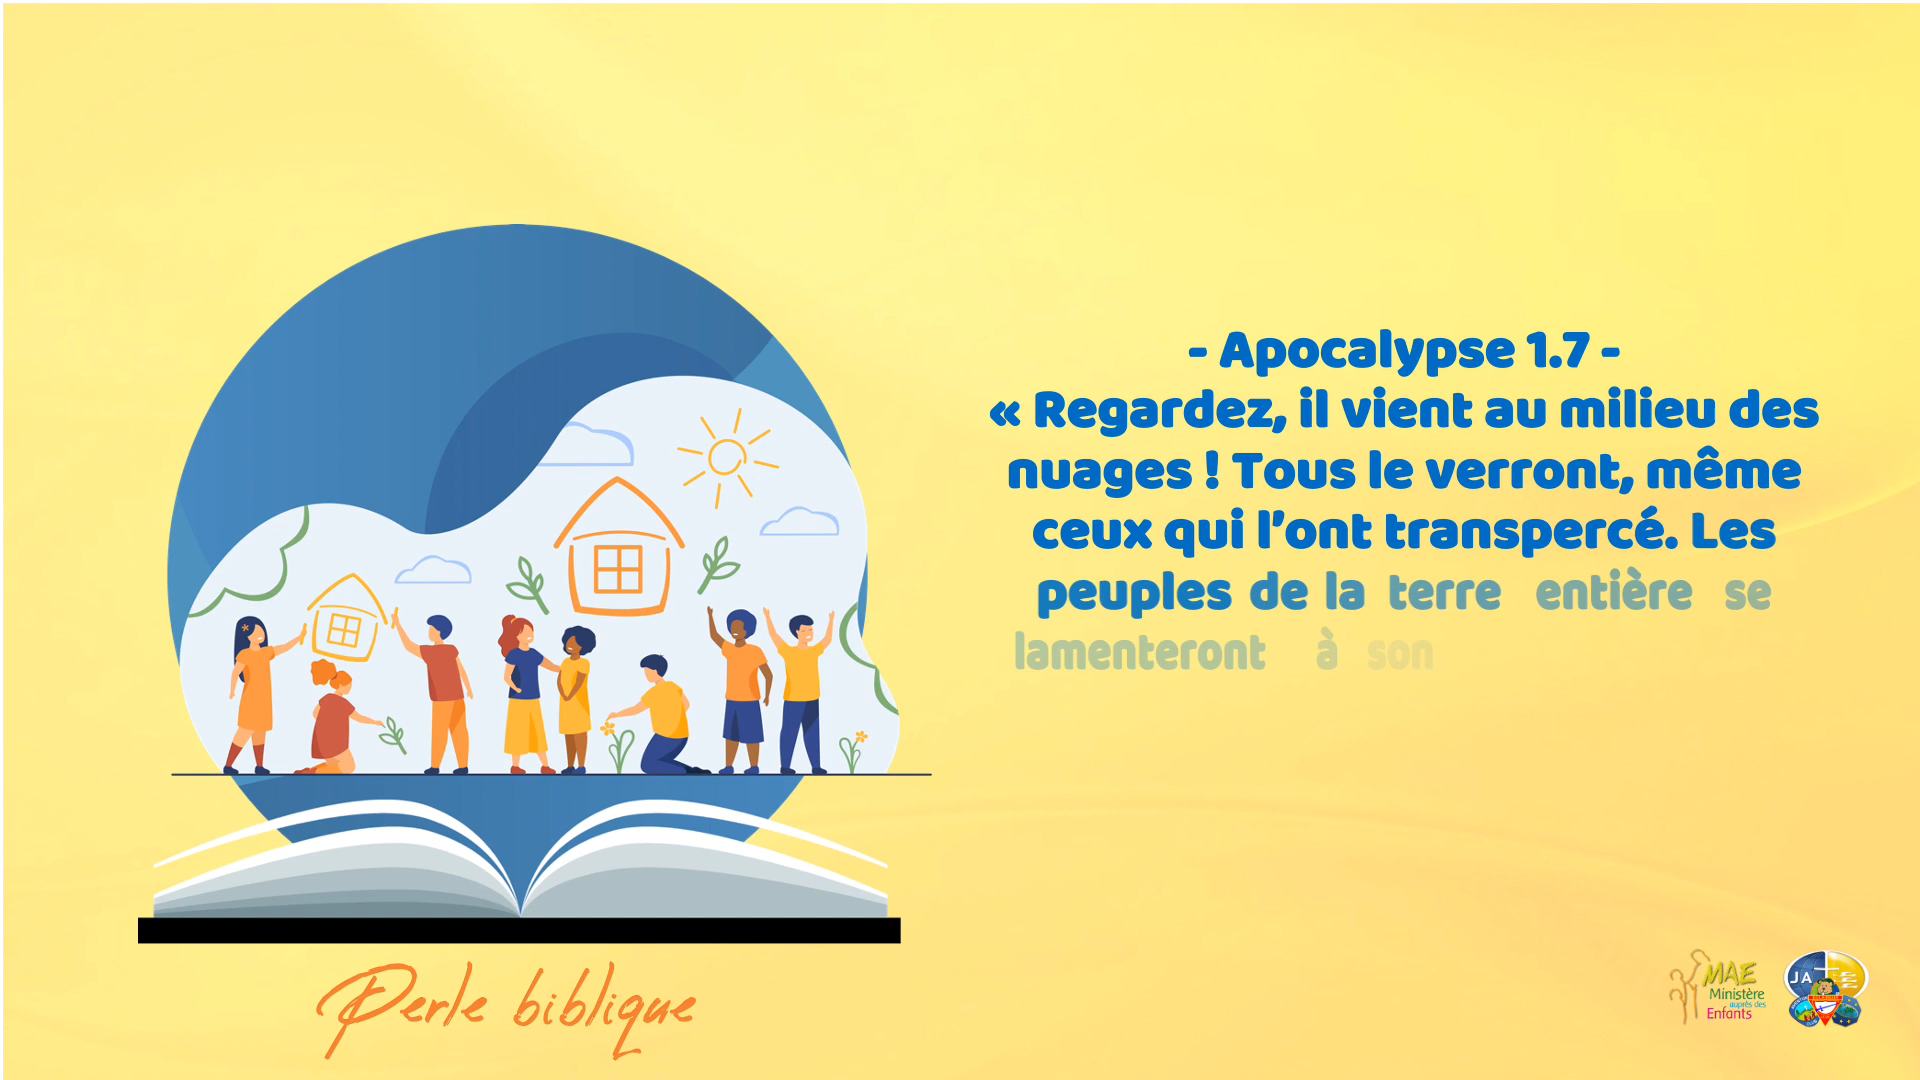 - Apocalypse 1.7 -
« Regardez, il vient au milieu des
nuages ! Tous le verront, même
ceux qui l’ont transpercé. Les
peuples de la terre entière se
lamenteront à son
Perle biblique
MAE
Ministère
auprès des
Enfants
JA